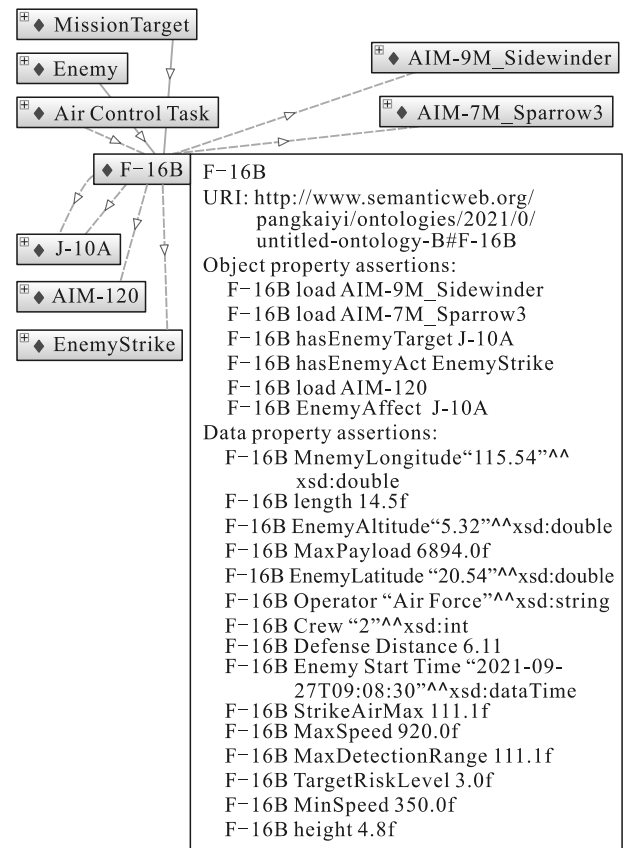 MissionTarget
Enemy
Air Control Task
AIM-9M_Sidewinder
AIM-7M_Sparrow3
F-16B
J-10A
AIM-120
EnemyStrike
F-16B
URI: http://www.semanticweb.org/
pangkaiyi/ontologies/2021/0/
untitled-ontology-B#F-16B
Object property assertions:
F-16B load AIM-9M_Sidewinder
F-16B load AIM-7M_Sparrow3
F-16B hasEnemyTarget J-10A
F-16B hasEnemyAct EnemyStrike
F-16B load AIM-120
F-16B EnemyAffect J-10A
Data property assertions:
F-16B MnemyLongitude“115.54”^^
xsd:double
F-16B length 14.5f
F-16B EnemyAltitude“5.32”^^xsd:double
F-16B MaxPayload 6894.0f
F-16B EnemyLatitude “20.54”^^xsd:double
F-16B Operator “Air Force”^^xsd:string
F-16B Crew “2”^^xsd:int
F-16B Defense Distance 6.11
F-16B Enemy Start Time “2021-09-
27T09:08:30”^^xsd:dataTime
F-16B StrikeAirMax 111.1f
F-16B MaxSpeed 920.0f
F-16B MaxDetectionRange 111.1f
F-16B TargetRiskLevel 3.0f
F-16B MinSpeed 350.0f
F-16B height 4.8f